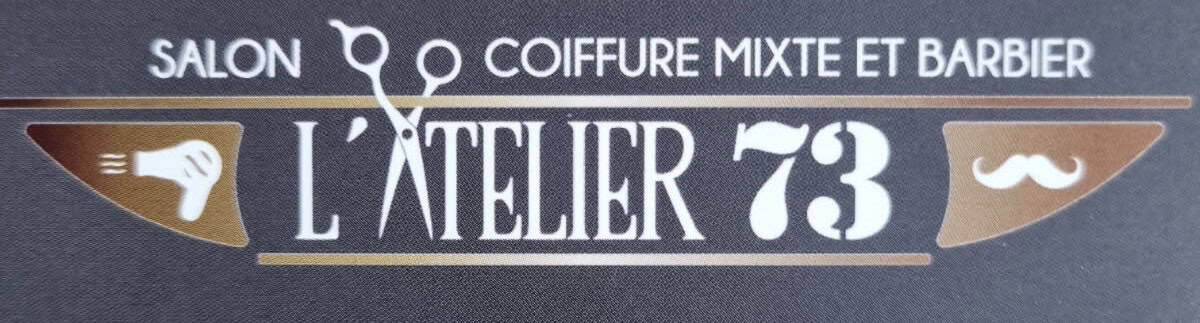 SALON COIFFURE MIXTE ET BARBIER
L'ATELIER 73